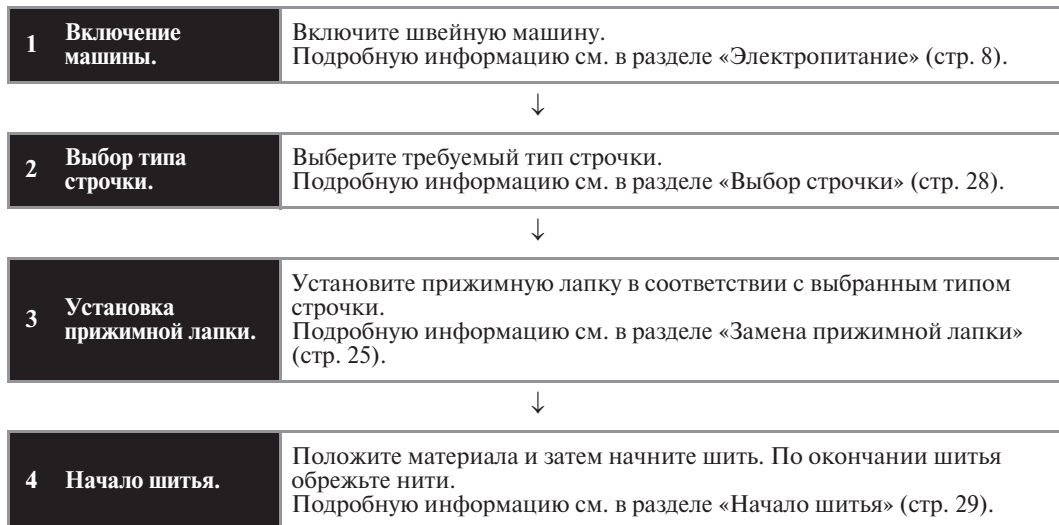 1 Включение
машины.
Включите швейную машину.
Подробную информацию см. в разделе «Электропитание» (стр. 8).
↓
2 Выбор типа
строчки.
Выберите требуемый тип строчки.
Подробную информацию см. в разделе «Выбор строчки» (стр. 28).
↓
3 Установка
прижимной лапки.
Установите прижимную лапку в соответствии с выбранным типом
строчки.
Подробную информацию см. в разделе «Замена прижимной лапки»
(стр. 25).
↓
4 Начало шитья.
Положите материала и затем начните шить. По окончании шитья
обрежьте нити.
Подробную информацию см. в разделе «Начало шитья» (стр. 29).